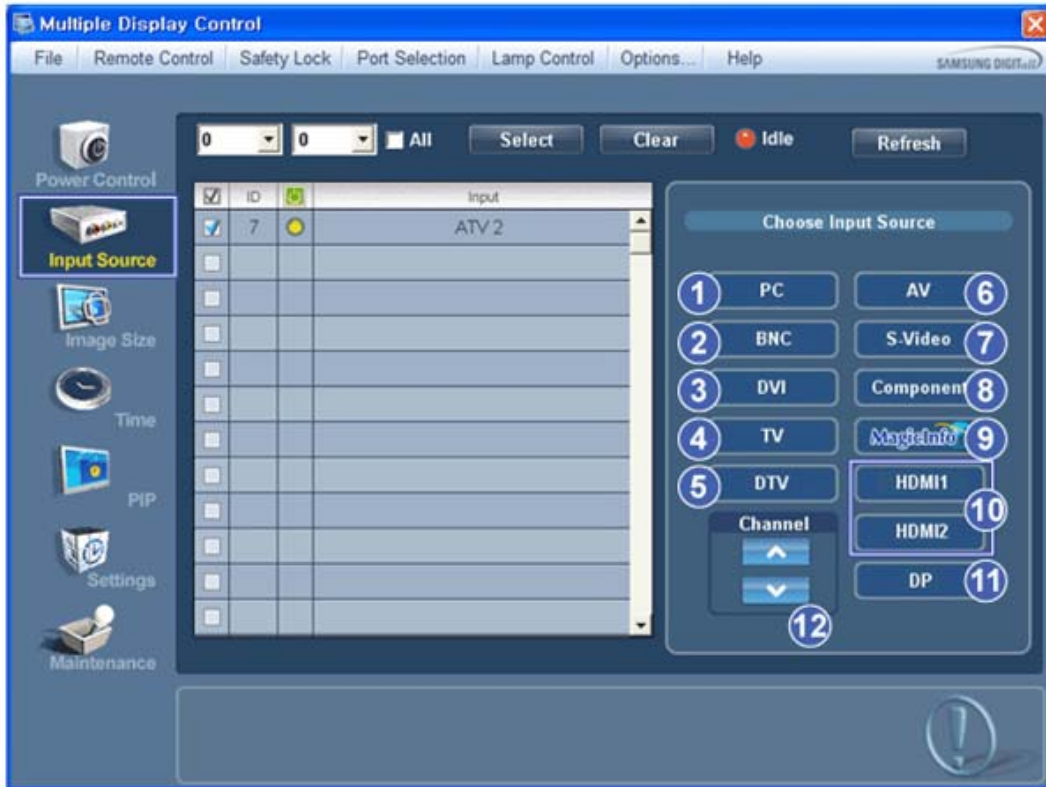 Multiple Display Control
File Remote Control Safety Lock Port Selection Lamp Control Options... Help SAMSUNG DIGITall
0 0 All Select Clear Idle Refresh
Power Control
Input Source
Image Size
Time
PIP
Settings
Maintenance
ID Input
7 ATV 2
Choose Input Source
1 PC AV 6
2 BNC S-Video 7
3 DVI Component 8
4 TV MagicInfo 9
5 DTV HDMI1
10
Channel HDMI2
DP 11
12